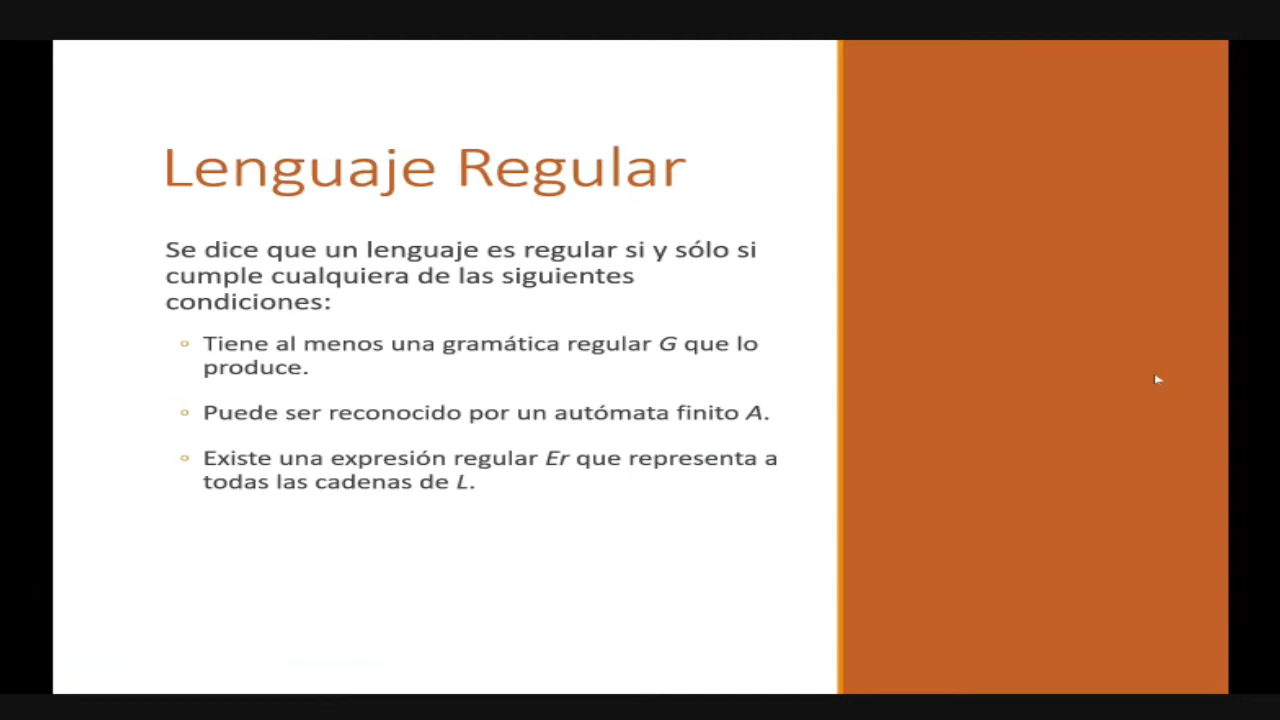 Lenguaje Regular
Se dice que un lenguaje es regular si y sólo si
cumple cualquiera de las siguientes
condiciones:
◦ Tiene al menos una gramática regular G que lo
produce.
◦ Puede ser reconocido por un autómata finito A.
◦ Existe una expresión regular Er que representa a
todas las cadenas de L.